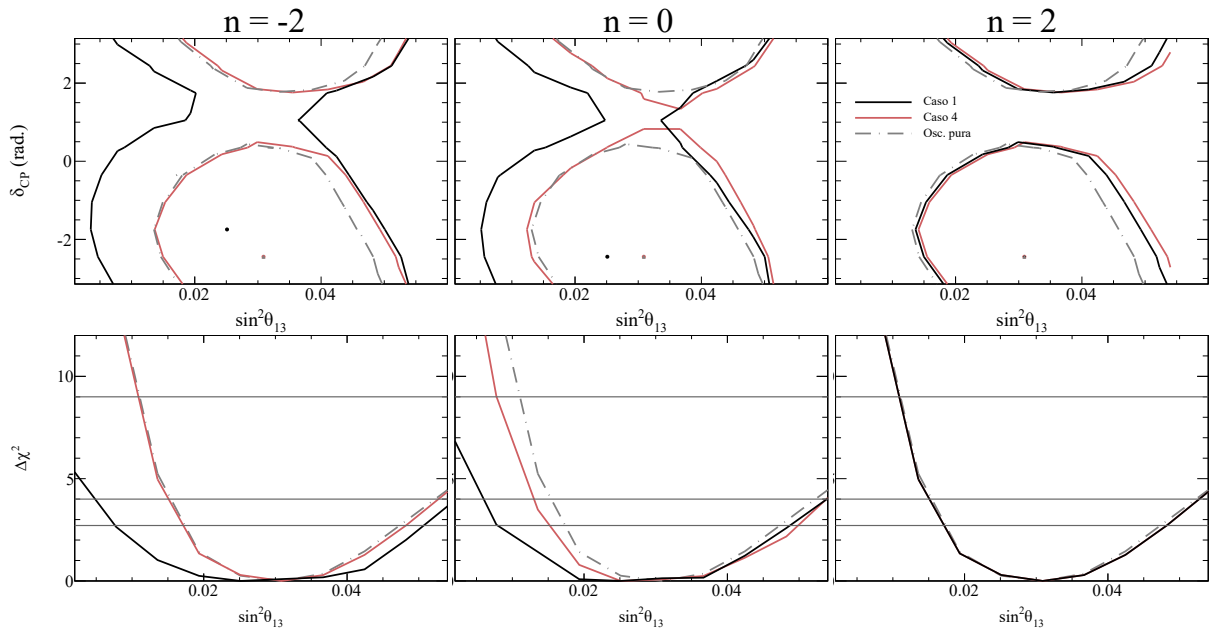 n = -2
n = 0
n = 2
δCP (rad.)
2
0
-2
Caso 1
Caso 4
Osc. pura
0.02
0.04
0.02
0.04
0.02
0.04
sin²θ₁₃
sin²θ₁₃
sin²θ₁₃
Δχ²
10
5
0
0.02
0.04
0.02
0.04
0.02
0.04
sin²θ₁₃
sin²θ₁₃
sin²θ₁₃